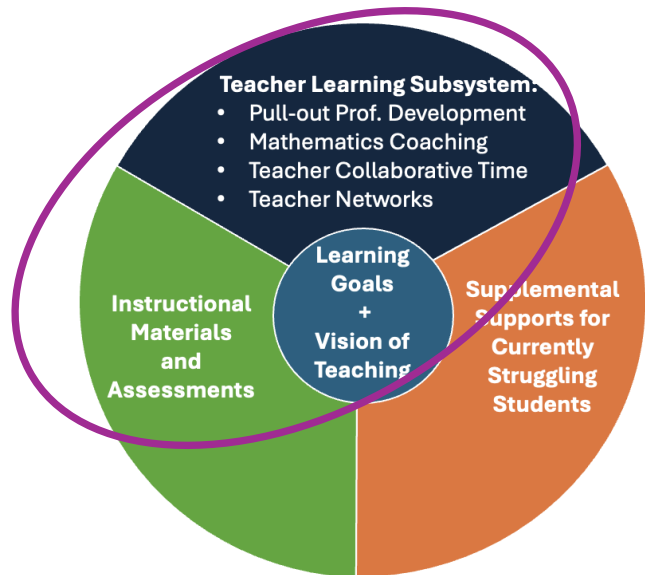 Teacher Learning Subsystem:
• Pull-out Prof. Development
• Mathematics Coaching
• Teacher Collaborative Time
• Teacher Networks
Learning
Goals
+
Vision of
Teaching
Instructional
Materials
and
Assessments
Supplemental
Supports for
Currently
Struggling
Students